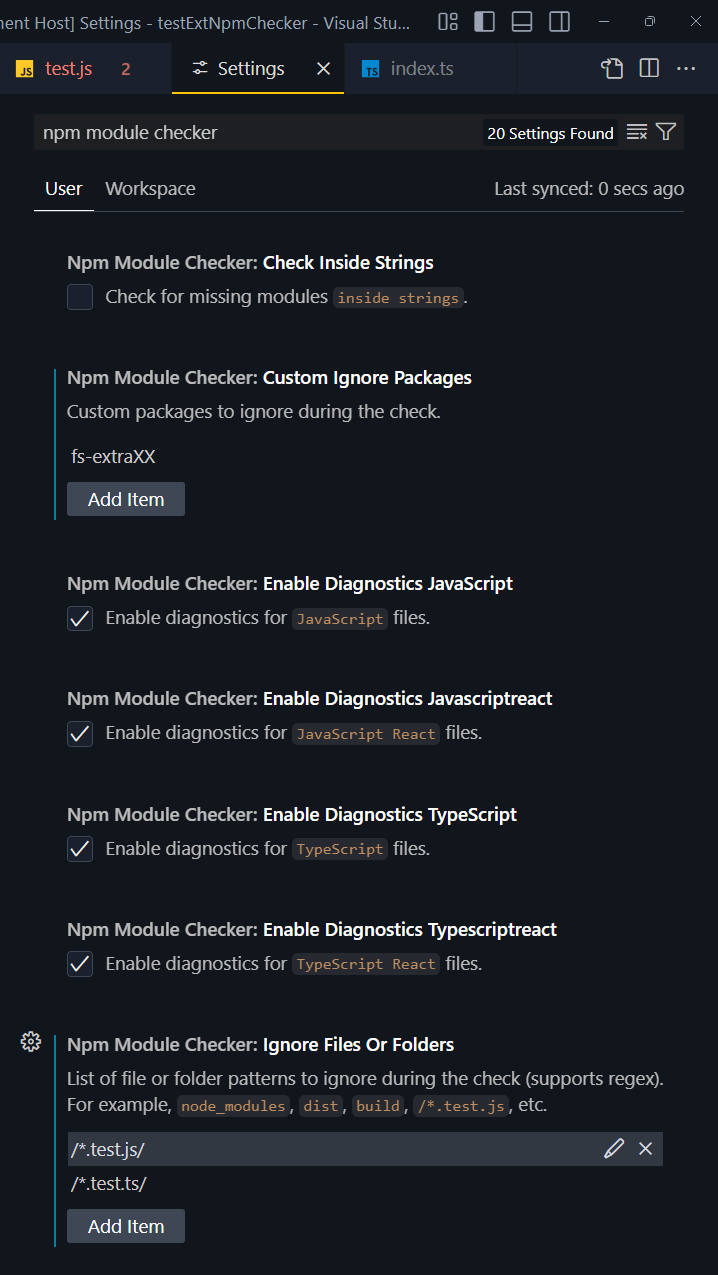 ment Host] Settings - testExtNpmChecker - Visual Stu...
JS test.js 2 Settings TS index.ts
npm module checker 20 Settings Found
User Workspace Last synced: 0 secs ago
Npm Module Checker: Check Inside Strings
Check for missing modules inside strings.
Npm Module Checker: Custom Ignore Packages
Custom packages to ignore during the check.
fs-extraXX
Add Item
Npm Module Checker: Enable Diagnostics JavaScript
Enable diagnostics for JavaScript files.
Npm Module Checker: Enable Diagnostics Javascriptreact
Enable diagnostics for JavaScript React files.
Npm Module Checker: Enable Diagnostics TypeScript
Enable diagnostics for TypeScript files.
Npm Module Checker: Enable Diagnostics Typescriptreact
Enable diagnostics for TypeScript React files.
Npm Module Checker: Ignore Files Or Folders
List of file or folder patterns to ignore during the check (supports regex).
For example, node_modules, dist, build, /*.test.js, etc.
/*.test.js/
/*.test.ts/
Add Item